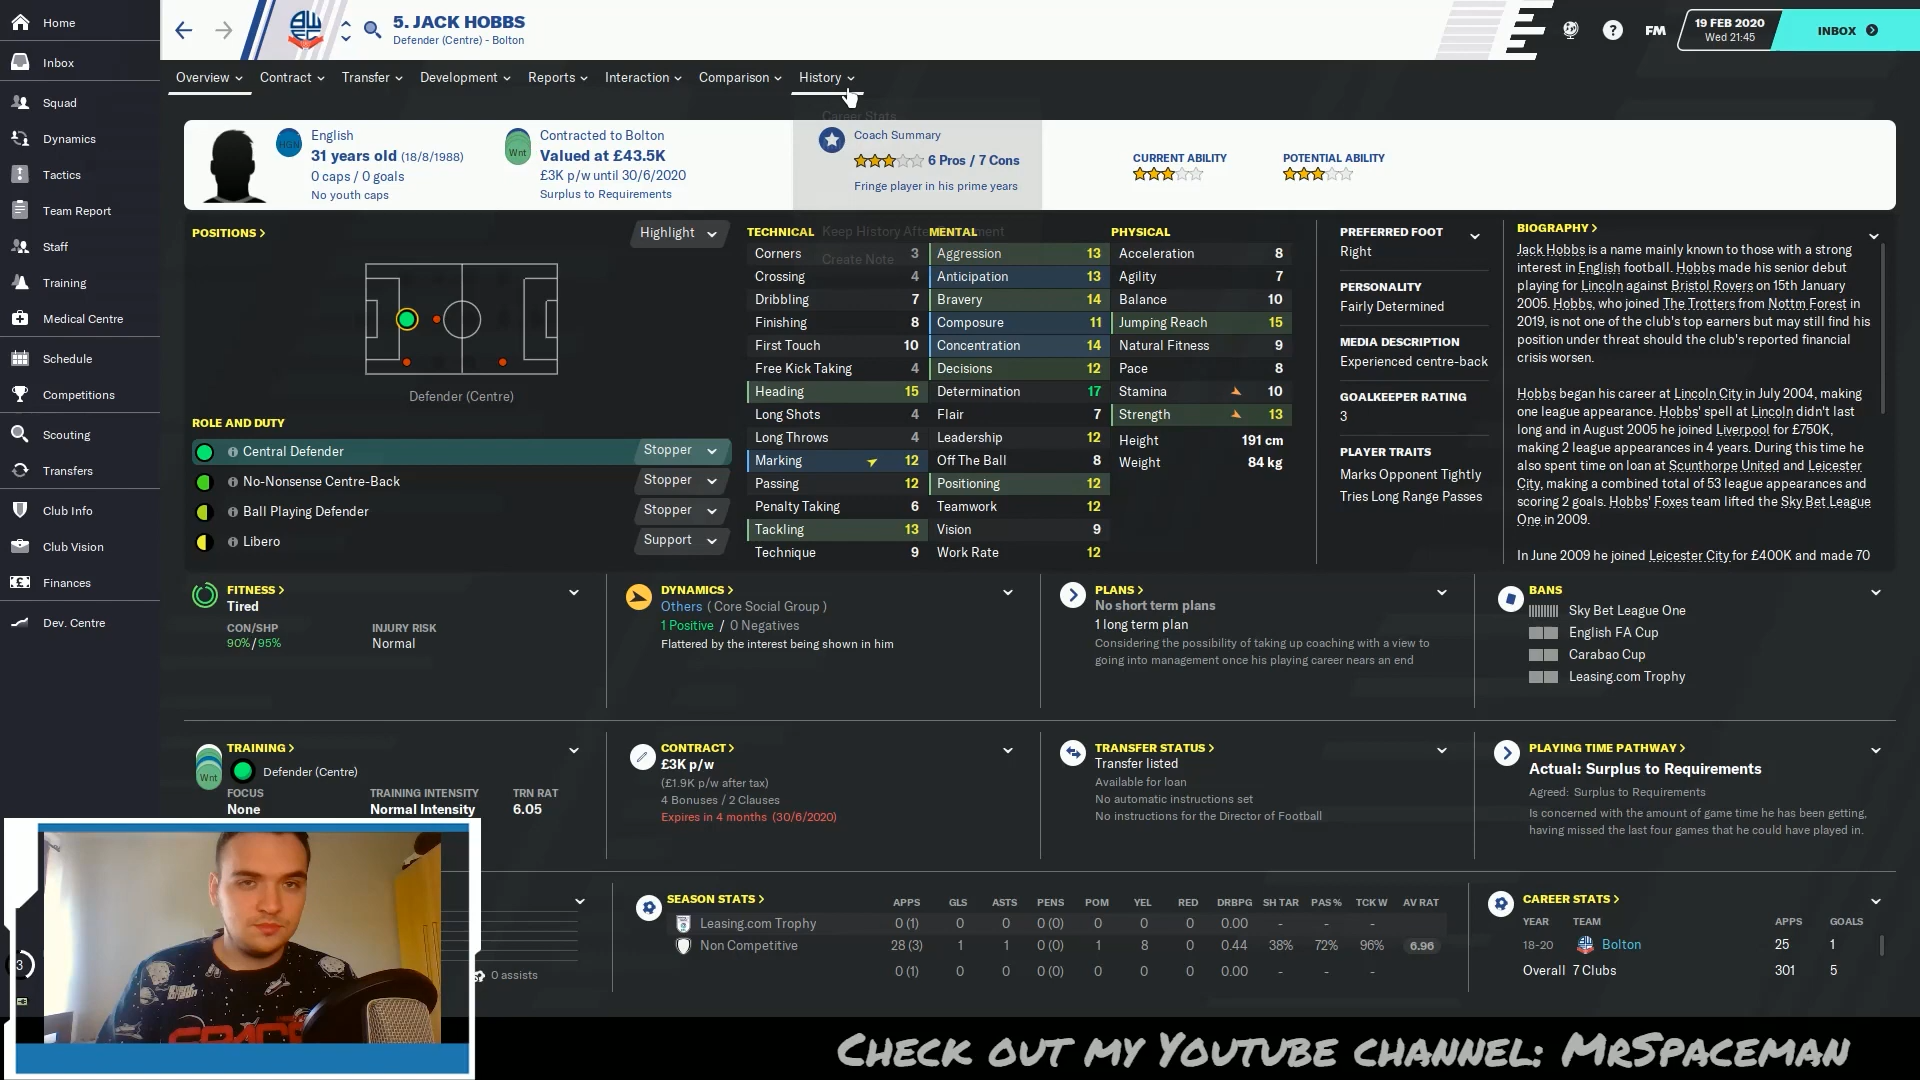 Home
Inbox
Squad
Dynamics
Tactics
Team Report
Staff
Training
Medical Centre
Schedule
Competitions
Scouting
Transfers
Club Info
Club Vision
Finances
Dev. Centre
5. JACK HOBBS
Defender (Centre) - Bolton
FM
19 FEB 2020
Wed 21:45
INBOX
Overview Contract Transfer Development Reports Interaction Comparison History
Career Stats
HGN
English
31 years old (18/8/1988)
0 caps / 0 goals
No youth caps
Wnt
Contracted to Bolton
Valued at £43.5K
£3K p/w until 30/6/2020
Surplus to Requirements
Coach Summary
6 Pros / 7 Cons
Fringe player in his prime years
CURRENT ABILITY
POTENTIAL ABILITY
POSITIONS >
Highlight
Defender (Centre)
ROLE AND DUTY
Central Defender Stopper
No-Nonsense Centre-Back Stopper
Ball Playing Defender Stopper
Libero Support
Create Note
TECHNICAL
Corners 3
Crossing 4
Dribbling 7
Finishing 8
First Touch 10
Free Kick Taking 4
Heading 15
Long Shots 4
Long Throws 4
Marking 12
Passing 12
Penalty Taking 6
Tackling 13
Technique 9
MENTAL
Aggression 13
Anticipation 13
Bravery 14
Composure 11
Concentration 14
Decisions 12
Determination 17
Flair 7
Leadership 12
Off The Ball 8
Positioning 12
Teamwork 12
Vision 9
Work Rate 12
PHYSICAL
Acceleration 8
Agility 7
Balance 10
Jumping Reach 15
Natural Fitness 9
Pace 8
Stamina 10
Strength 13
Height 191 cm
Weight 84 kg
PREFERRED FOOT
Right
PERSONALITY
Fairly Determined
MEDIA DESCRIPTION
Experienced centre-back
GOALKEEPER RATING
3
PLAYER TRAITS
Marks Opponent Tightly
Tries Long Range Passes
BIOGRAPHY >
Jack Hobbs is a name mainly known to those with a strong
interest in English football. Hobbs made his senior debut
playing for Lincoln against Bristol Rovers on 15th January
2005. Hobbs, who joined The Trotters from Nottm Forest in
2019, is not one of the club's top earners but may still find his
position under threat should the club's reported financial
crisis worsen.
Hobbs began his career at Lincoln City in July 2004, making
one league appearance. Hobbs' spell at Lincoln didn't last
long and in August 2005 he joined Liverpool for £750K,
making 2 league appearances in 4 years. During this time he
also spent time on loan at Scunthorpe United and Leicester
City, making a combined total of 53 league appearances and
scoring 2 goals. Hobbs' Foxes team lifted the Sky Bet League
One in 2009.
In June 2009 he joined Leicester City for £400K and made 70
FITNESS >
Tired
CON/SHP
90%/95%
INJURY RISK
Normal
DYNAMICS >
Others ( Core Social Group )
1 Positive / 0 Negatives
Flattered by the interest being shown in him
PLANS >
No short term plans
1 long term plan
Considering the possibility of taking up coaching with a view to
going into management once his playing career nears an end
BANS
Sky Bet League One
English FA Cup
Carabao Cup
Leasing.com Trophy
TRAINING >
Wnt
Defender (Centre)
FOCUS
None
TRAINING INTENSITY
Normal Intensity
TRN RAT
6.05
CONTRACT >
£3K p/w
(£1.9K p/w after tax)
4 Bonuses / 2 Clauses
Expires in 4 months (30/6/2020)
TRANSFER STATUS >
Transfer listed
Available for loan
No automatic instructions set
No instructions for the Director of Football
PLAYING TIME PATHWAY >
Actual: Surplus to Requirements
Agreed: Surplus to Requirements
Is concerned with the amount of game time he has been getting,
having missed the last four games that he could have played in.
3
0 assists
SEASON STATS > APPS GLS ASTS PENS POM YEL RED DRBPG SH TAR PAS % TCK W AV RAT
Leasing.com Trophy 0 (1) 0 0 0 (0) 0 0 0 0.00 - - -
Non Competitive 28 (3) 1 1 0 (0) 1 8 0 0.44 38% 72% 96% 6.96
0 (1) 0 0 0 (0) 0 0 0 0.00 - - -
CAREER STATS >
YEAR TEAM APPS GOALS
18-20 Bolton 25 1
Overall 7 Clubs 301 5
CHECK OUT MY YOUTUBE CHANNEL: MRSPACEMAN